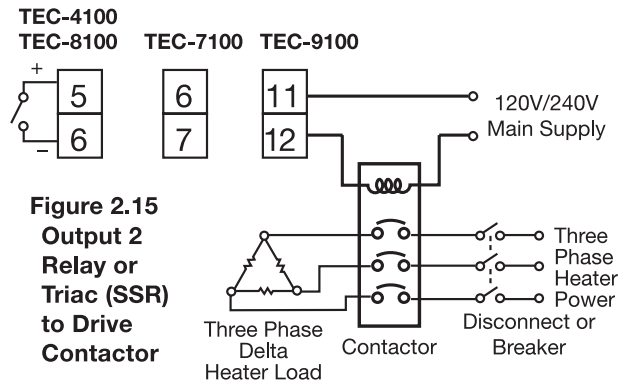 TEC-4100
TEC-8100 TEC-7100 TEC-9100
+
5 6 11
6 7 12
–
120V/240V
Main Supply
Figure 2.15
Output 2
Relay or
Triac (SSR)
to Drive
Contactor
Three Phase
Delta
Heater Load
Contactor
Three
Phase
Heater
Power
Disconnect or
Breaker